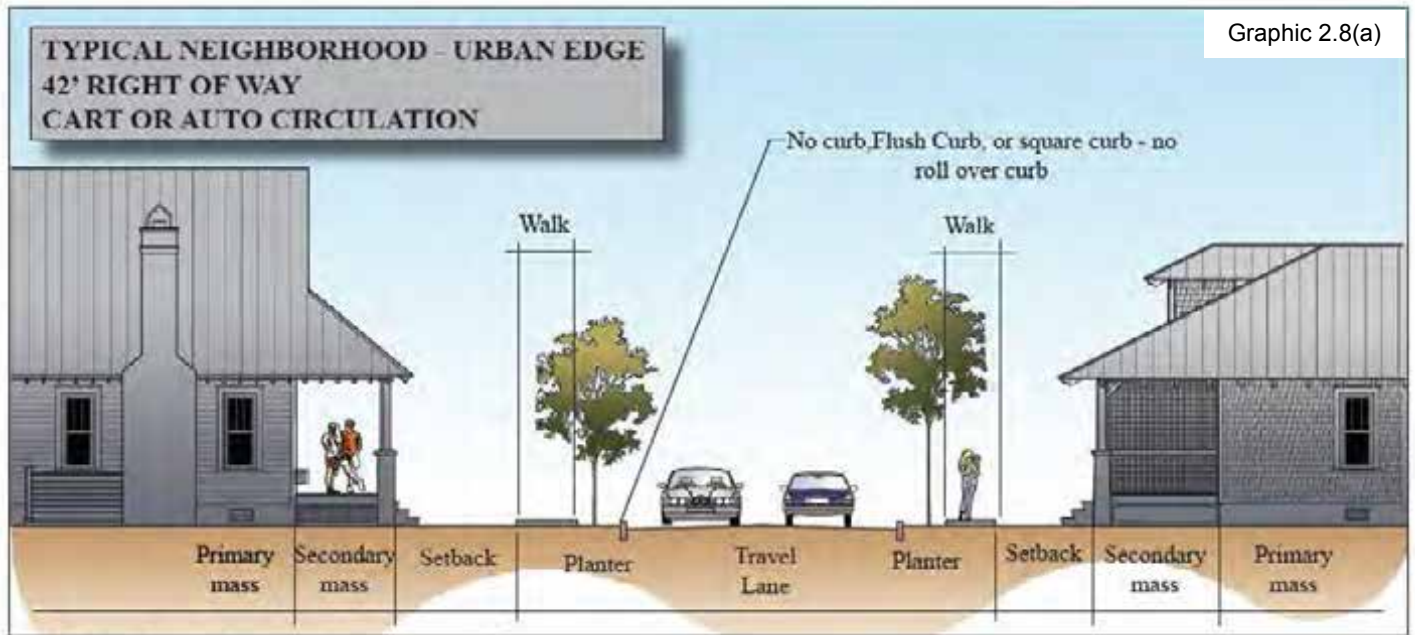 Graphic 2.8(a)
TYPICAL NEIGHBORHOOD - URBAN EDGE
42' RIGHT OF WAY
CART OR AUTO CIRCULATION
No curb,Flush Curb, or square curb - no
roll over curb
Walk
Walk
Primary
mass
Secondary
mass
Setback
Planter
Travel
Lane
Planter
Setback
Secondary
mass
Primary
mass